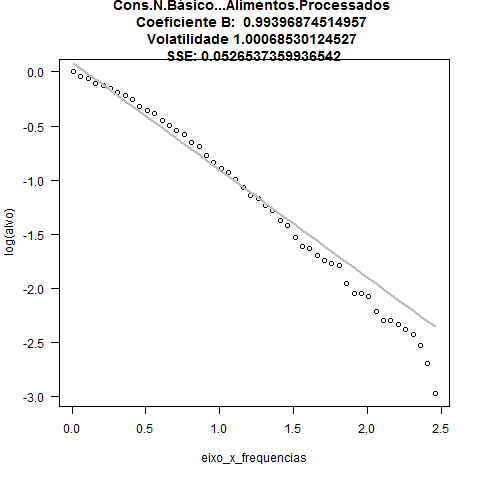 Cons.N.Básico...Alimentos.Processados
Coeficiente B:  0.99396874514957
Volatilidade 1.00068530124527
SSE: 0.0526537359936542
0.0
-0.5
-1.0
-1.5
-2.0
-2.5
-3.0
log(alvo)
0.0
0.5
1.0
1.5
2.0
2.5
eixo_x_frequencias